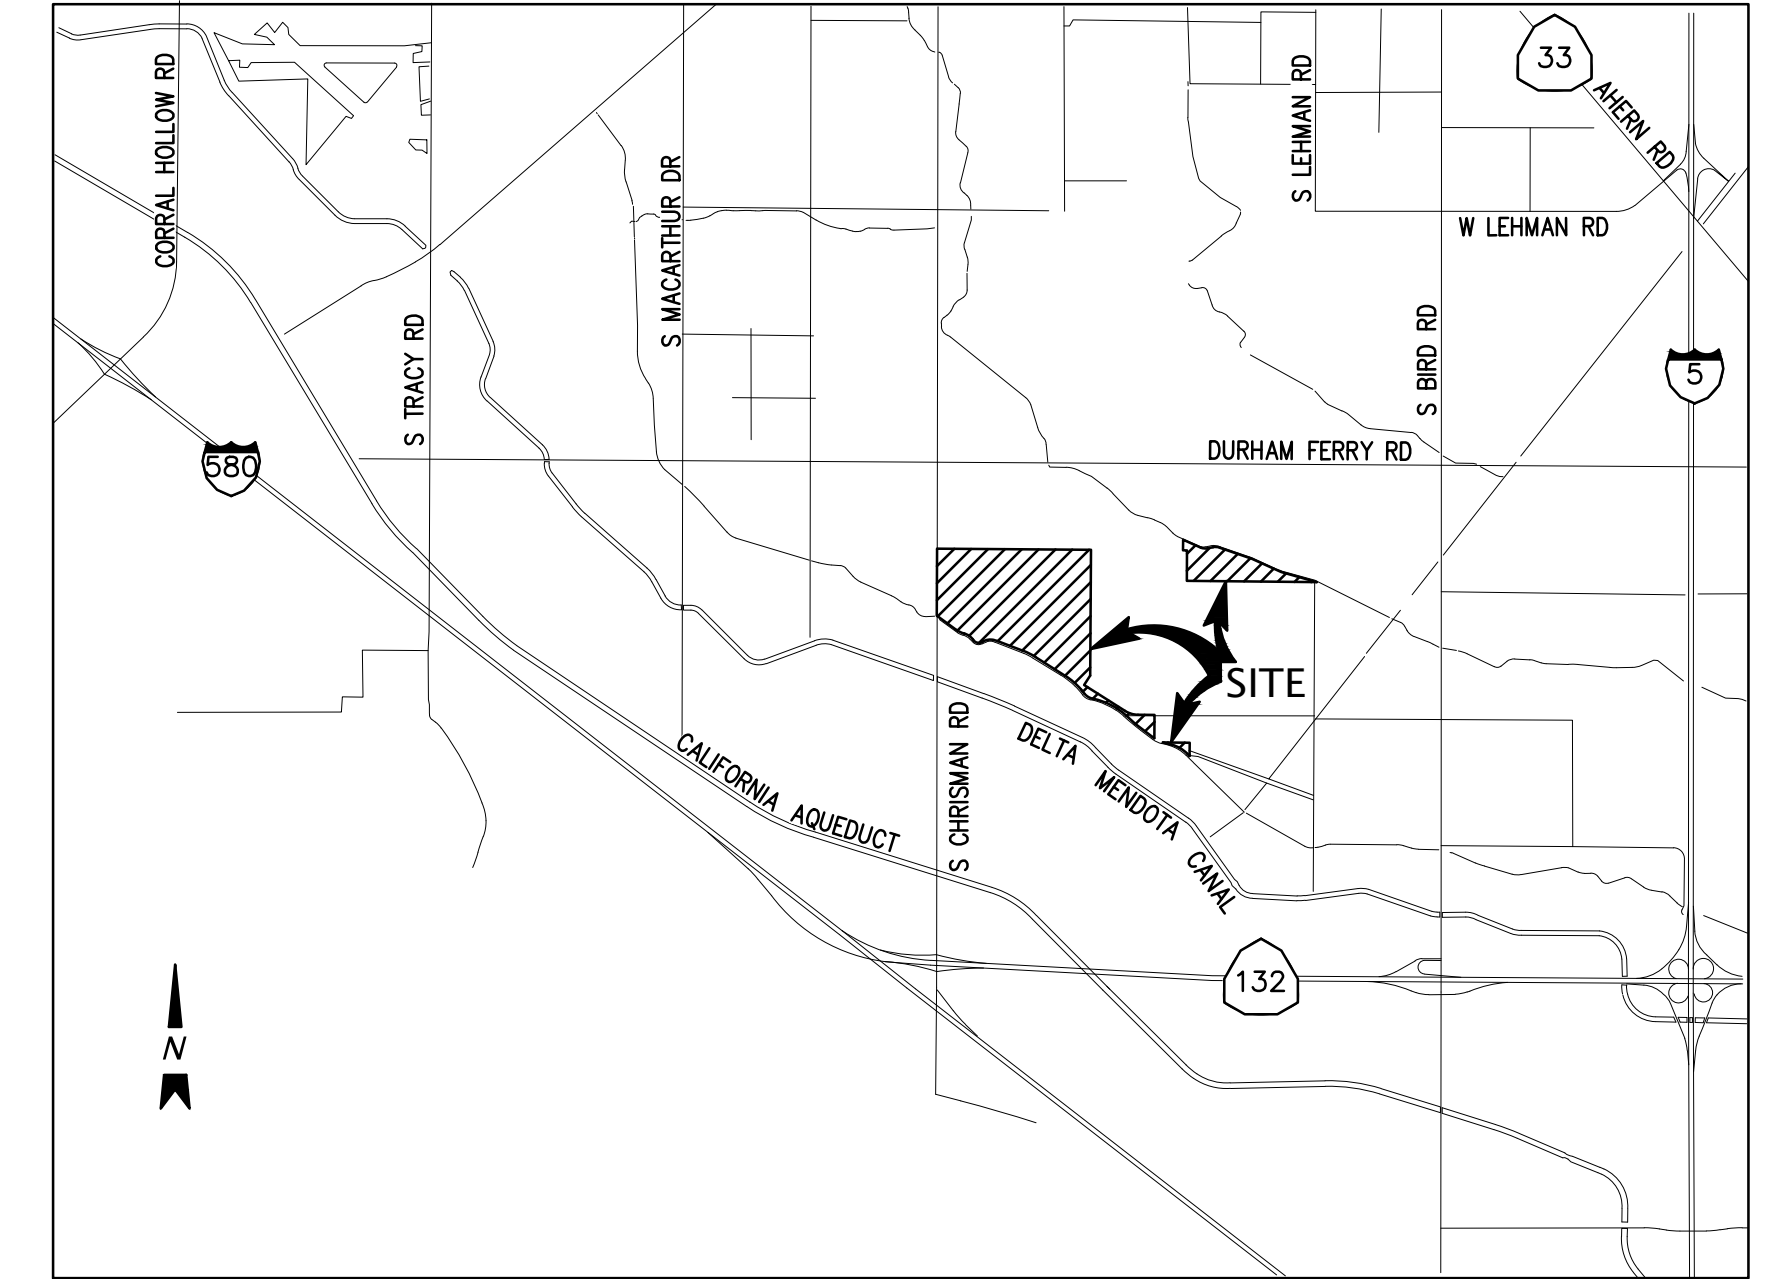 33
AHERN RD
CORRAL HOLLOW RD
S LEHMAN RD
S MACARTHUR DR
W LEHMAN RD
S TRACY RD
S BIRD RD
5
580
DURHAM FERRY RD
SITE
S CHRISMAN RD
DELTA MENDOTA CANAL
CALIFORNIA AQUEDUCT
132
N